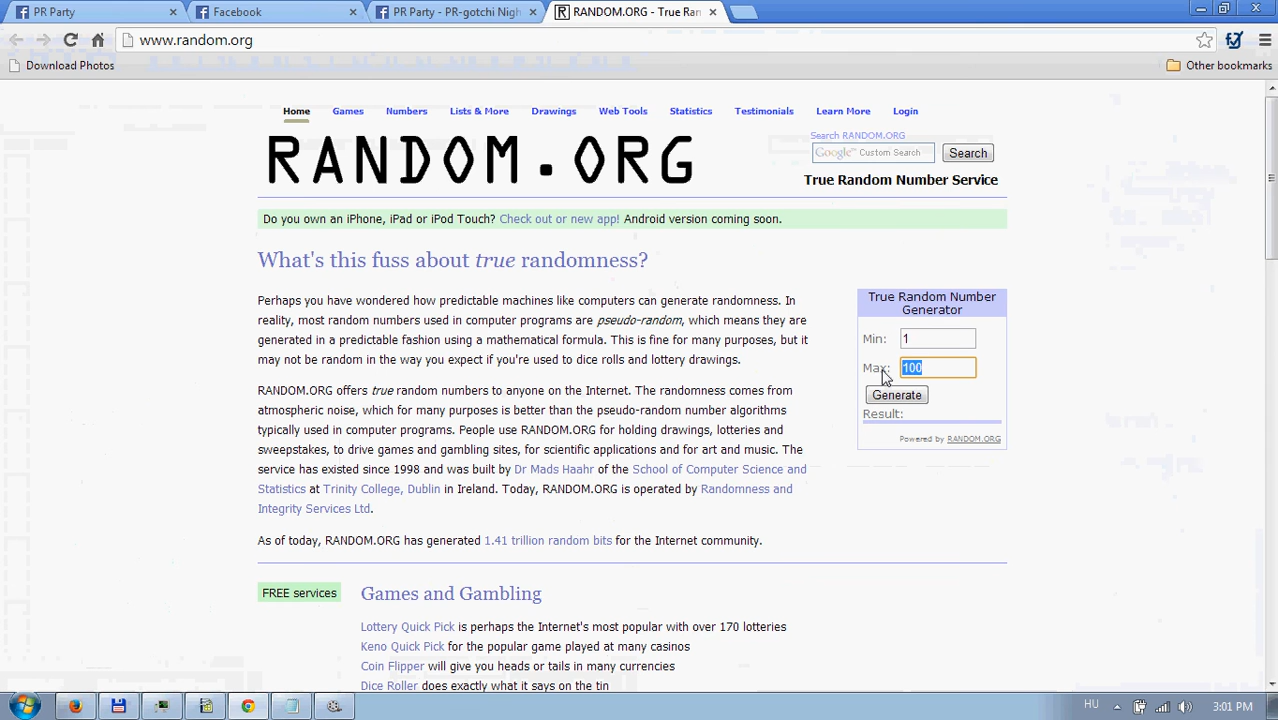 PR Party
Facebook
PR Party - PR-gotchi Nigh
RANDOM.ORG - True Ran
www.random.org
Download Photos
Other bookmarks
Home Games Numbers Lists & More Drawings Web Tools Statistics Testimonials Learn More Login
RANDOM.ORG
Search RANDOM.ORG
Google™ Custom Search
Search
True Random Number Service
Do you own an iPhone, iPad or iPod Touch? Check out or new app! Android version coming soon.
What's this fuss about true randomness?
Perhaps you have wondered how predictable machines like computers can generate randomness. In
reality, most random numbers used in computer programs are pseudo-random, which means they are
generated in a predictable fashion using a mathematical formula. This is fine for many purposes, but it
may not be random in the way you expect if you're used to dice rolls and lottery drawings.
RANDOM.ORG offers true random numbers to anyone on the Internet. The randomness comes from
atmospheric noise, which for many purposes is better than the pseudo-random number algorithms
typically used in computer programs. People use RANDOM.ORG for holding drawings, lotteries and
sweepstakes, to drive games and gambling sites, for scientific applications and for art and music. The
service has existed since 1998 and was built by Dr Mads Haahr of the School of Computer Science and
Statistics at Trinity College, Dublin in Ireland. Today, RANDOM.ORG is operated by Randomness and
Integrity Services Ltd.
As of today, RANDOM.ORG has generated 1.41 trillion random bits for the Internet community.
True Random Number
Generator
Min: 1
Max: 100
Generate
Result:
Powered by RANDOM.ORG
FREE services
Games and Gambling
Lottery Quick Pick is perhaps the Internet's most popular with over 170 lotteries
Keno Quick Pick for the popular game played at many casinos
Coin Flipper will give you heads or tails in many currencies
Dice Roller does exactly what it says on the tin
HU
3:01 PM